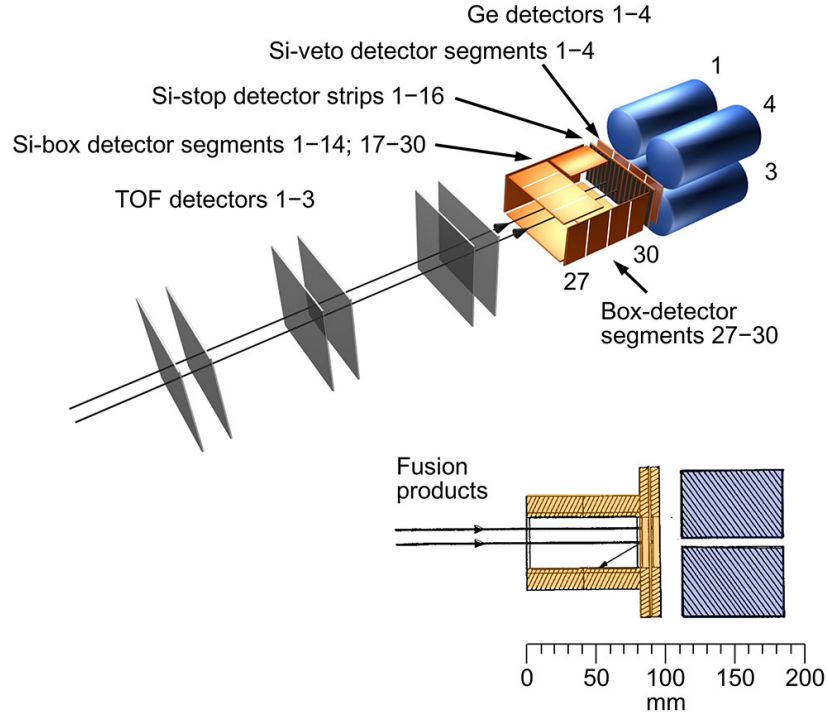 Ge detectors 1−4
Si-veto detector segments 1−4
Si-stop detector strips 1−16
Si-box detector segments 1−14; 17−30
TOF detectors 1−3
1
4
3
30
27
Box-detector
segments 27−30
Fusion
products
0 50 100 150 200
mm